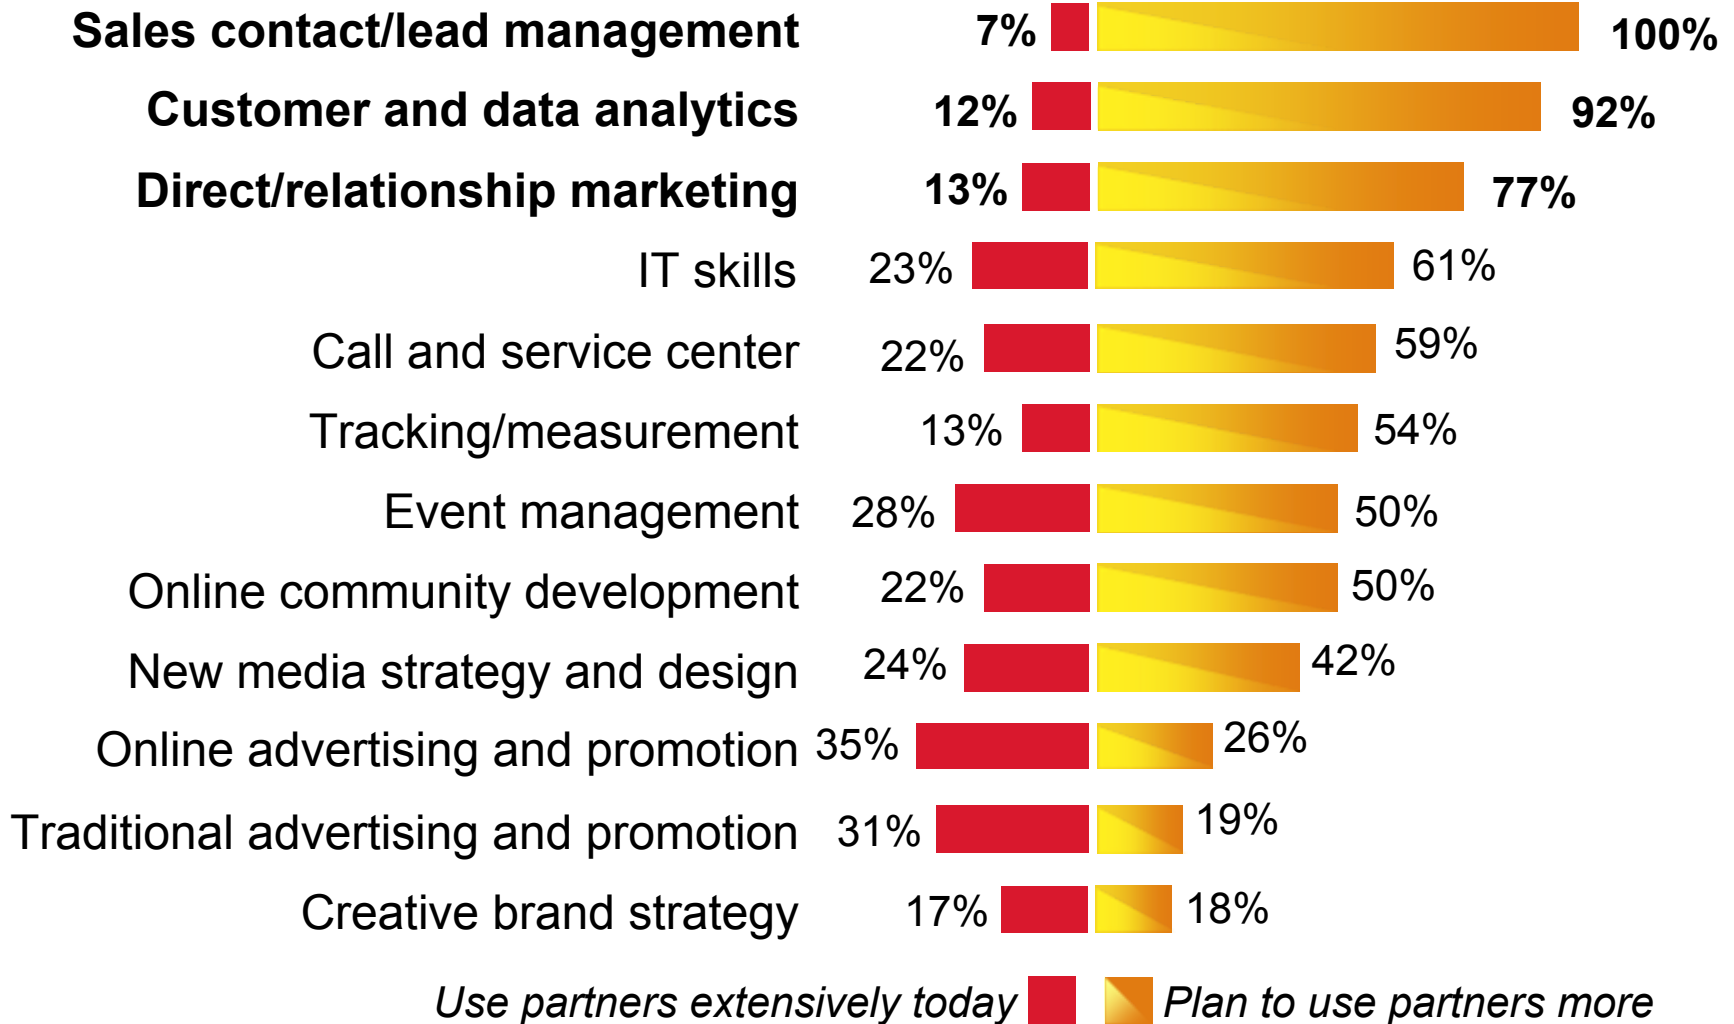 Sales contact/lead management 7% 100%
Customer and data analytics 12% 92%
Direct/relationship marketing 13% 77%
IT skills 23% 61%
Call and service center 22% 59%
Tracking/measurement 13% 54%
Event management 28% 50%
Online community development 22% 50%
New media strategy and design 24% 42%
Online advertising and promotion 35% 26%
Traditional advertising and promotion 31% 19%
Creative brand strategy 17% 18%
Use partners extensively today Plan to use partners more